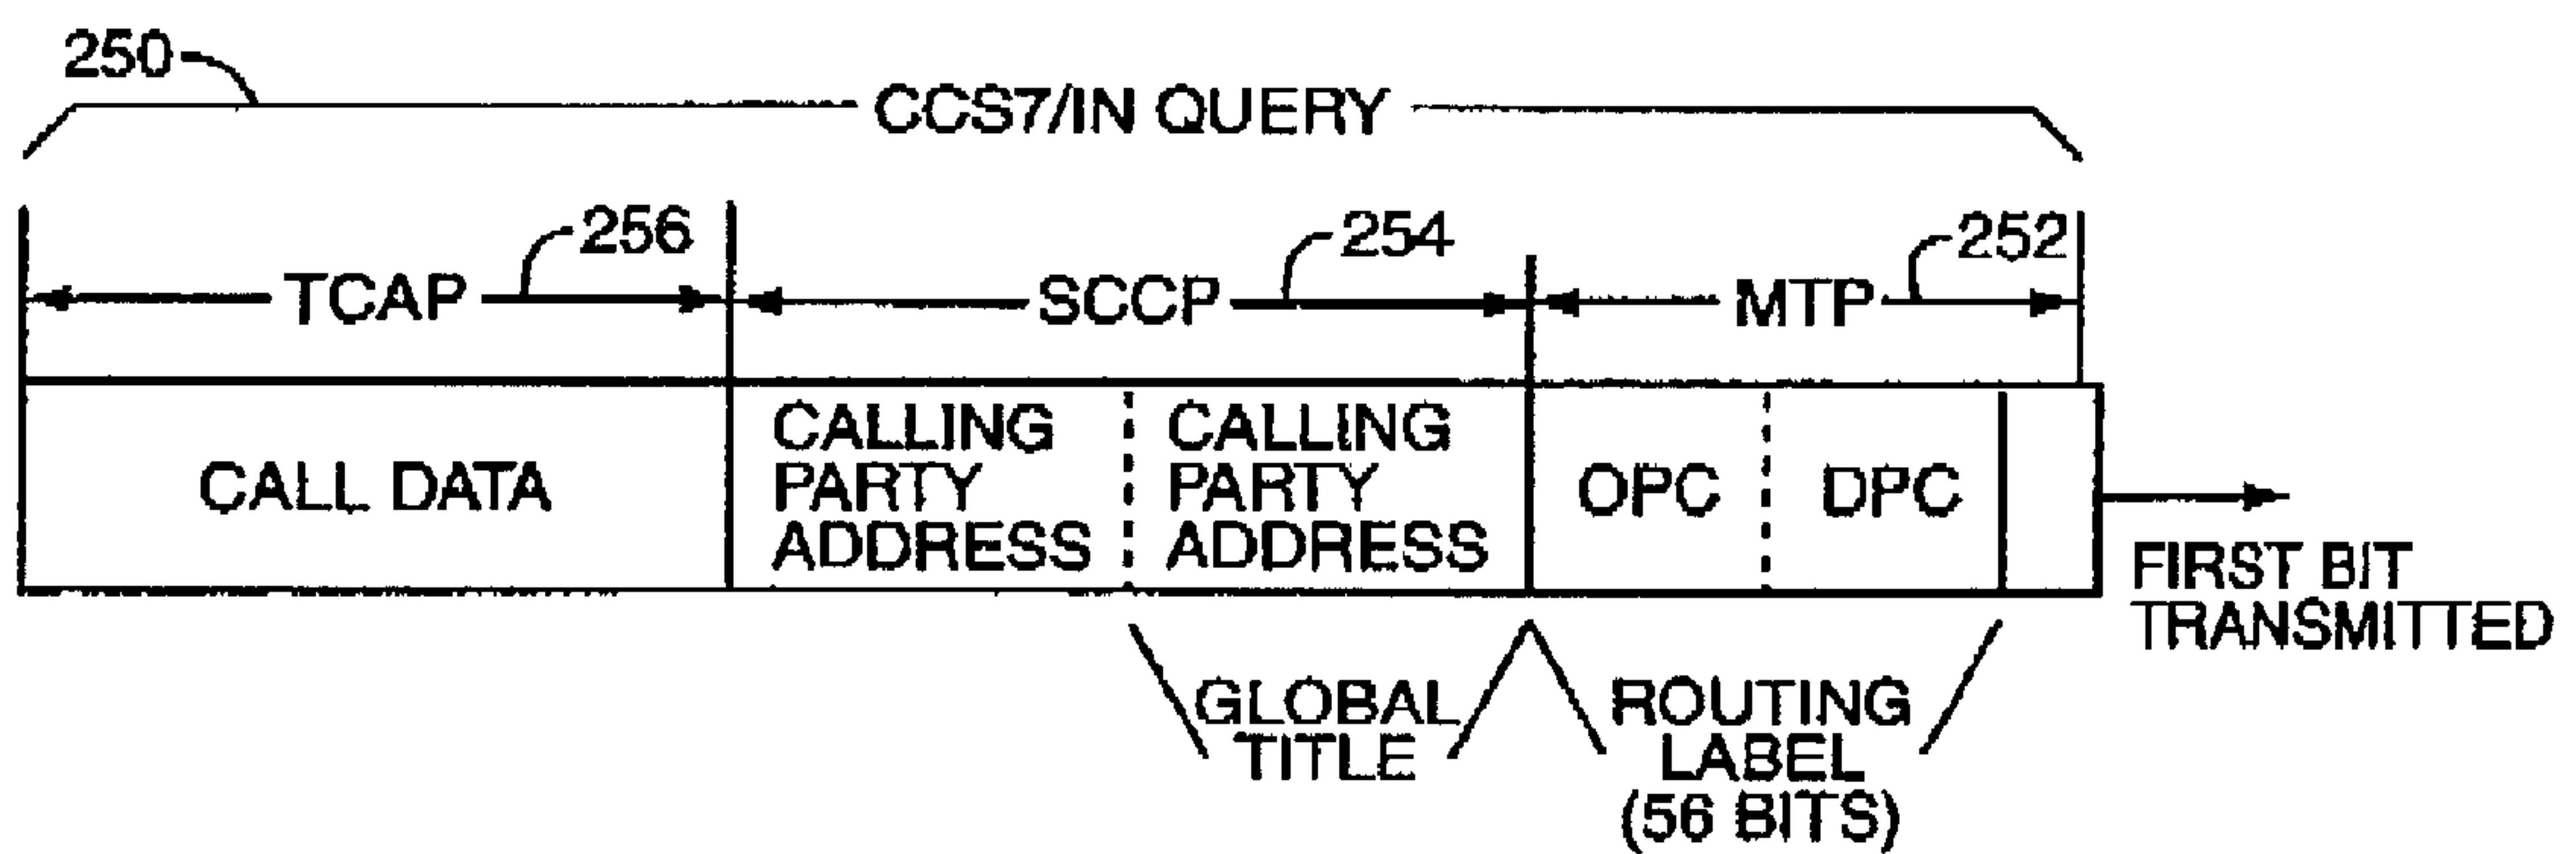 250
CCS7/IN QUERY
256
254
252
TCAP
SCCP
MTP
CALL DATA
CALLING
PARTY
ADDRESS
CALLING
PARTY
ADDRESS
OPC
DPC
FIRST BIT
TRANSMITTED
GLOBAL
TITLE
ROUTING
LABEL
(56 BITS)